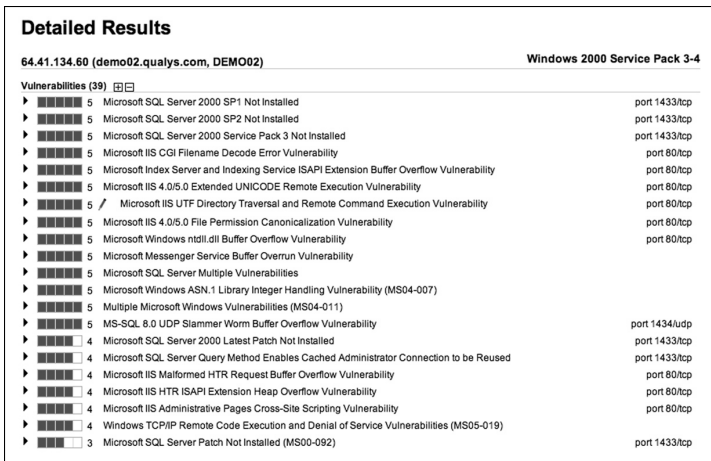 Detailed Results
64.41.134.60 (demo02.qualys.com, DEMO02) Windows 2000 Service Pack 3-4
Vulnerabilities (39)
5 Microsoft SQL Server 2000 SP1 Not Installed port 1433/tcp
5 Microsoft SQL Server 2000 SP2 Not Installed port 1433/tcp
5 Microsoft SQL Server 2000 Service Pack 3 Not Installed port 1433/tcp
5 Microsoft IIS CGI Filename Decode Error Vulnerability port 80/tcp
5 Microsoft Index Server and Indexing Service ISAPI Extension Buffer Overflow Vulnerability port 80/tcp
5 Microsoft IIS 4.0/5.0 Extended UNICODE Remote Execution Vulnerability port 80/tcp
5 Microsoft IIS UTF Directory Traversal and Remote Command Execution Vulnerability port 80/tcp
5 Microsoft IIS 4.0/5.0 File Permission Canonicalization Vulnerability port 80/tcp
5 Microsoft Windows ntdll.dll Buffer Overflow Vulnerability port 80/tcp
5 Microsoft Messenger Service Buffer Overrun Vulnerability
5 Microsoft SQL Server Multiple Vulnerabilities
5 Microsoft Windows ASN.1 Library Integer Handling Vulnerability (MS04-007)
5 Multiple Microsoft Windows Vulnerabilities (MS04-011)
5 MS-SQL 8.0 UDP Slammer Worm Buffer Overflow Vulnerability port 1434/udp
4 Microsoft SQL Server 2000 Latest Patch Not Installed port 1433/tcp
4 Microsoft SQL Server Query Method Enables Cached Administrator Connection to be Reused port 1433/tcp
4 Microsoft IIS Malformed HTR Request Buffer Overflow Vulnerability port 80/tcp
4 Microsoft IIS HTR ISAPI Extension Heap Overflow Vulnerability port 80/tcp
4 Microsoft IIS Administrative Pages Cross-Site Scripting Vulnerability port 80/tcp
4 Windows TCP/IP Remote Code Execution and Denial of Service Vulnerabilities (MS05-019)
3 Microsoft SQL Server Patch Not Installed (MS00-092) port 1433/tcp